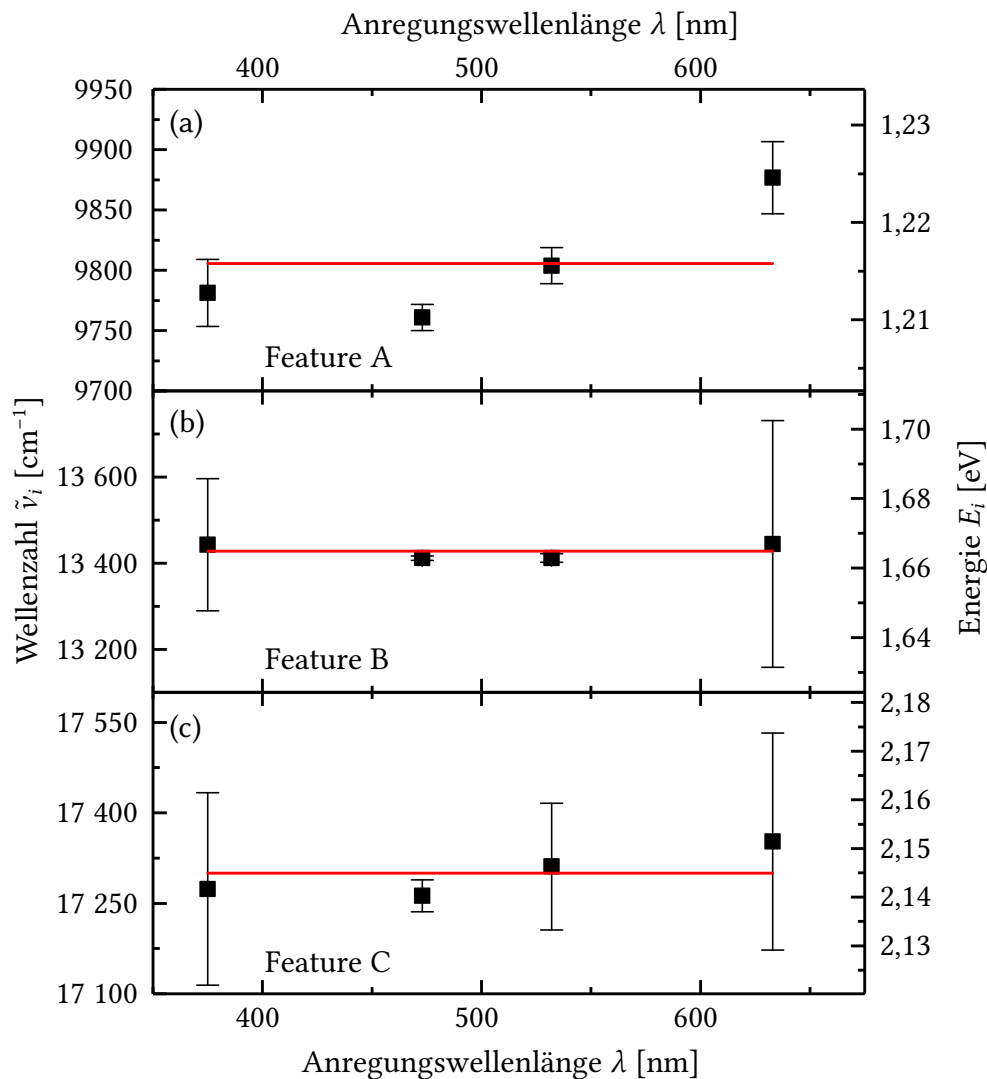 Anregungswellenlänge λ [nm]
400 500 600
(a)
9950
9900
9850
9800
9750
9700
1,23
1,22
1,21
Feature A
(b)
13 600
13 400
13 200
1,70
1,68
1,66
1,64
Feature B
Wellenzahl ν̃ᵢ [cm⁻¹]
Energie Eᵢ [eV]
(c)
17 550
17 400
17 250
17 100
2,18
2,17
2,16
2,15
2,14
2,13
Feature C
400 500 600
Anregungswellenlänge λ [nm]